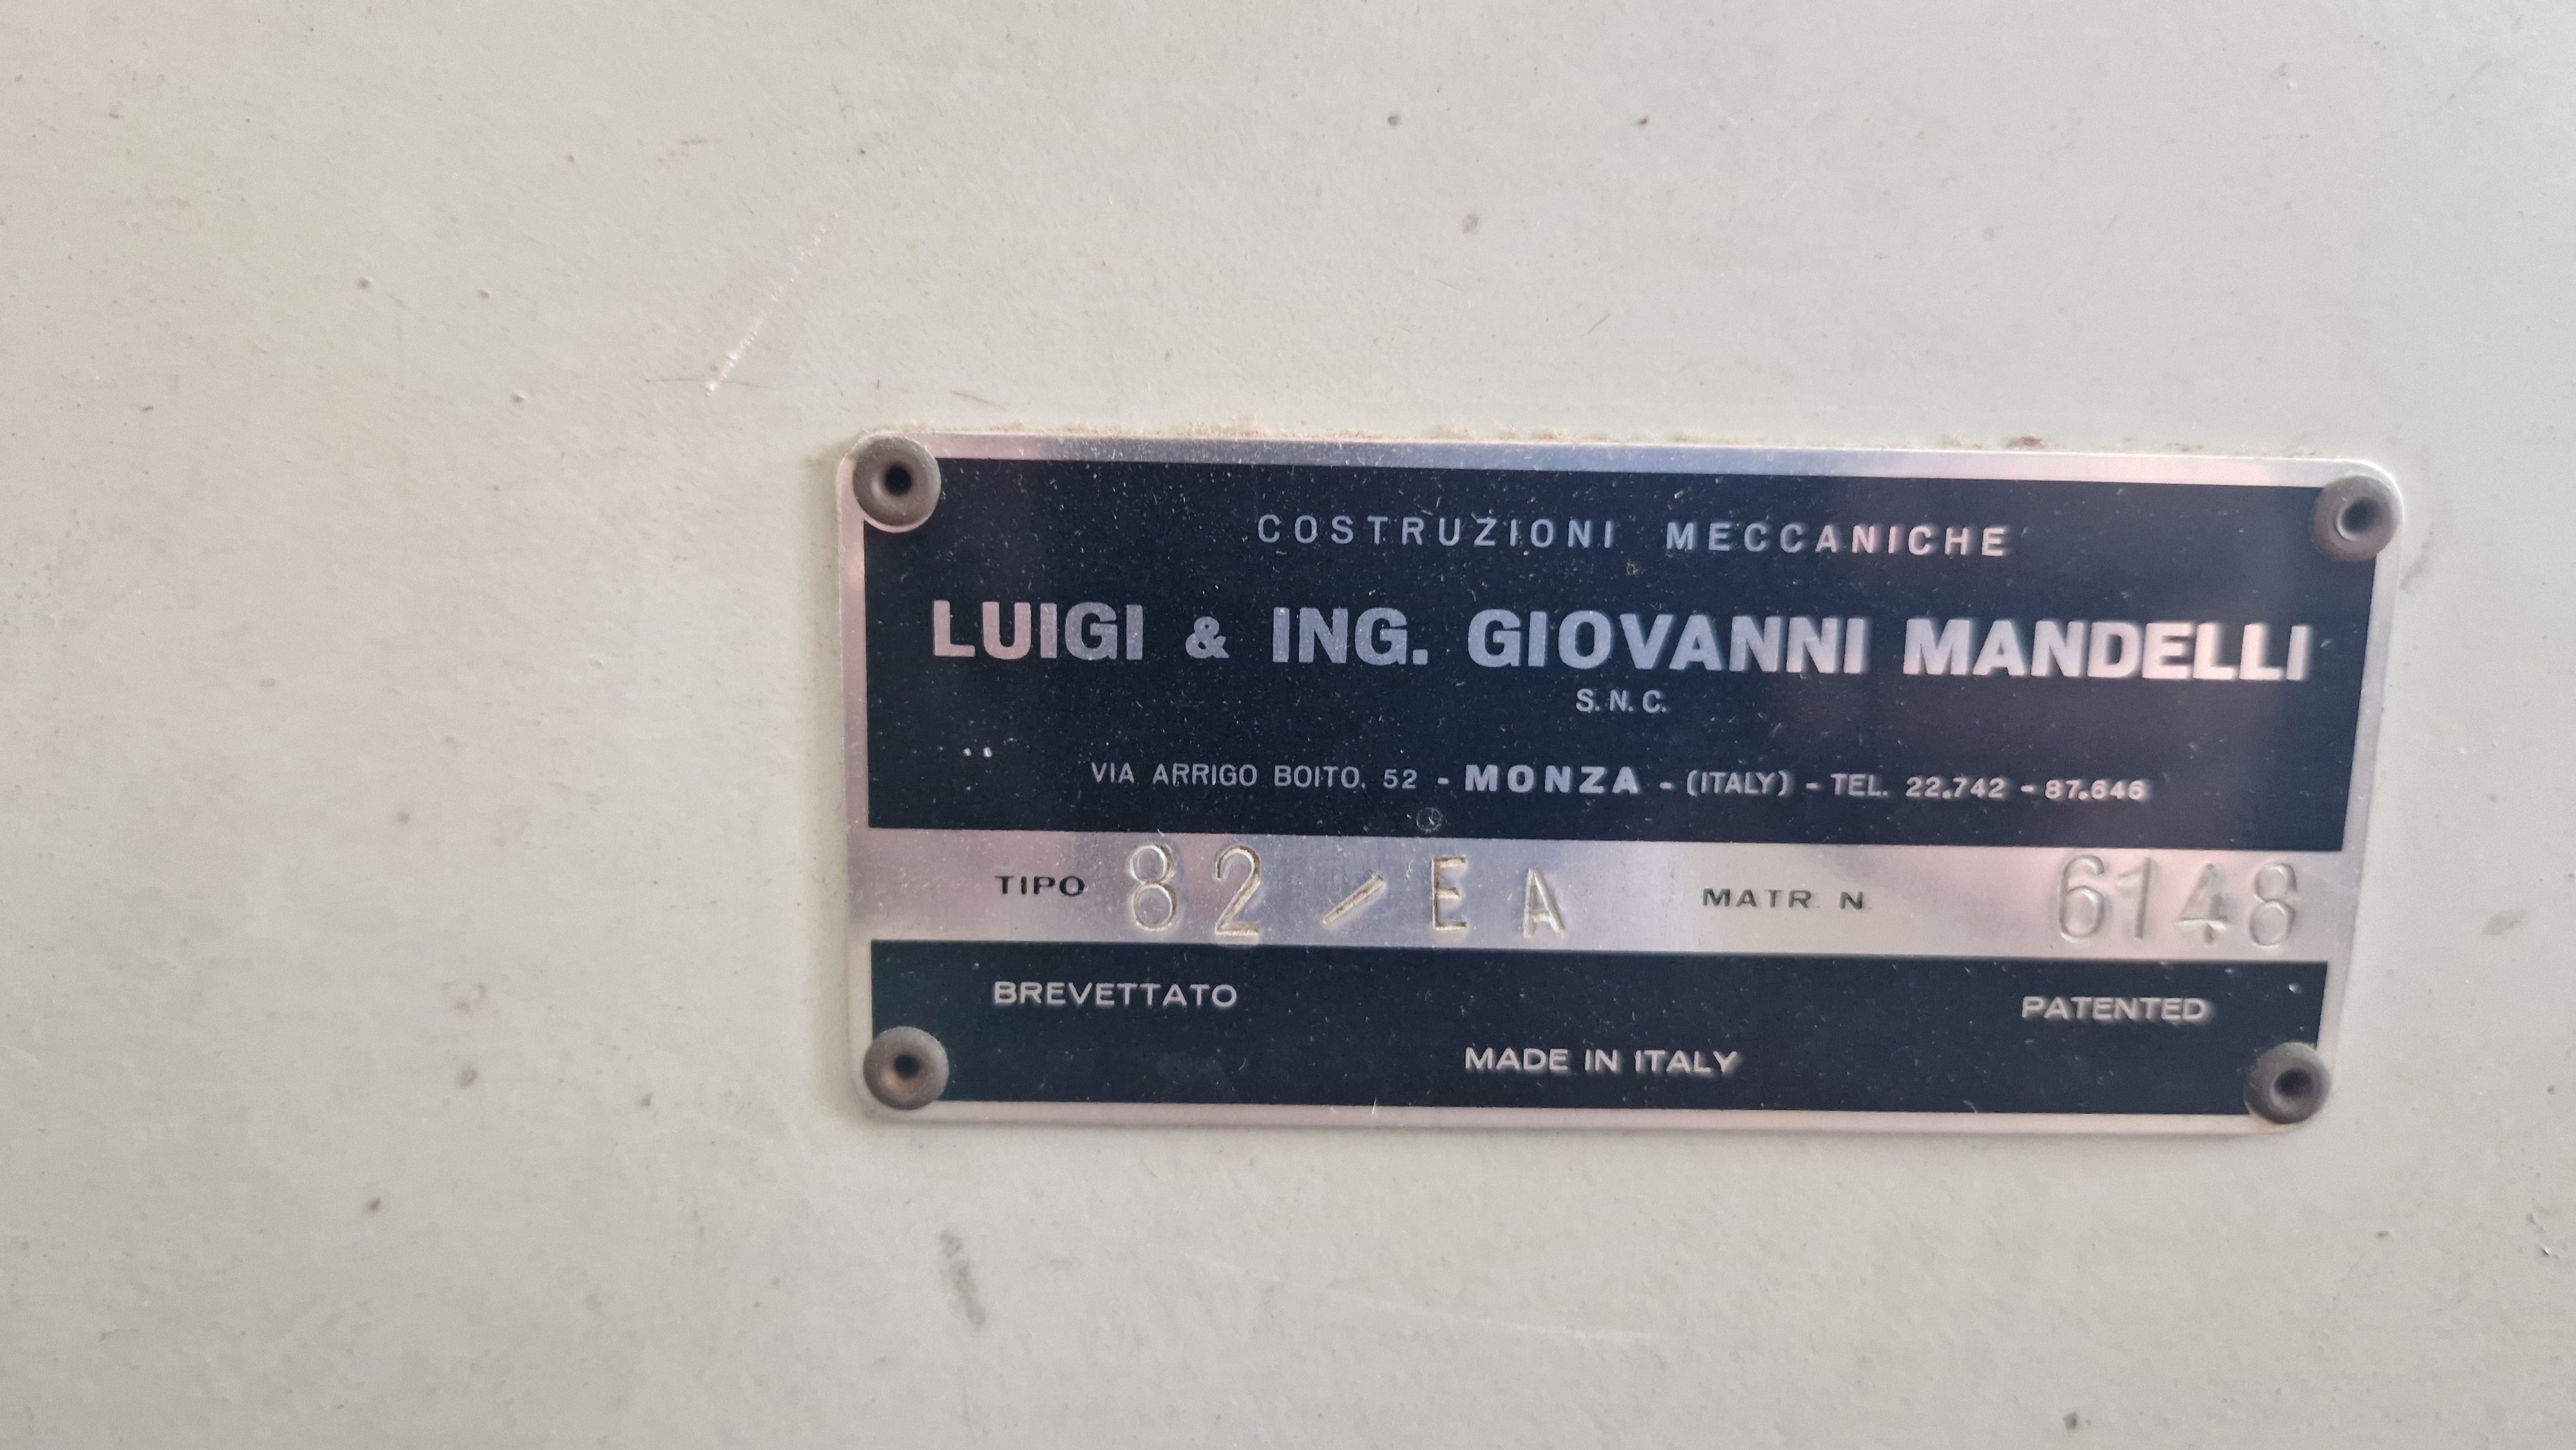 COSTRUZIONI MECCANICHE
LUIGI & ING. GIOVANNI MANDELLI
S.N.C.
VIA ARRIGO BOITO, 52 - MONZA - (ITALY) - TEL. 22.742 - 87.646
TIPO 82/EA MATR. N. 6148
BREVETTATO PATENTED
MADE IN ITALY